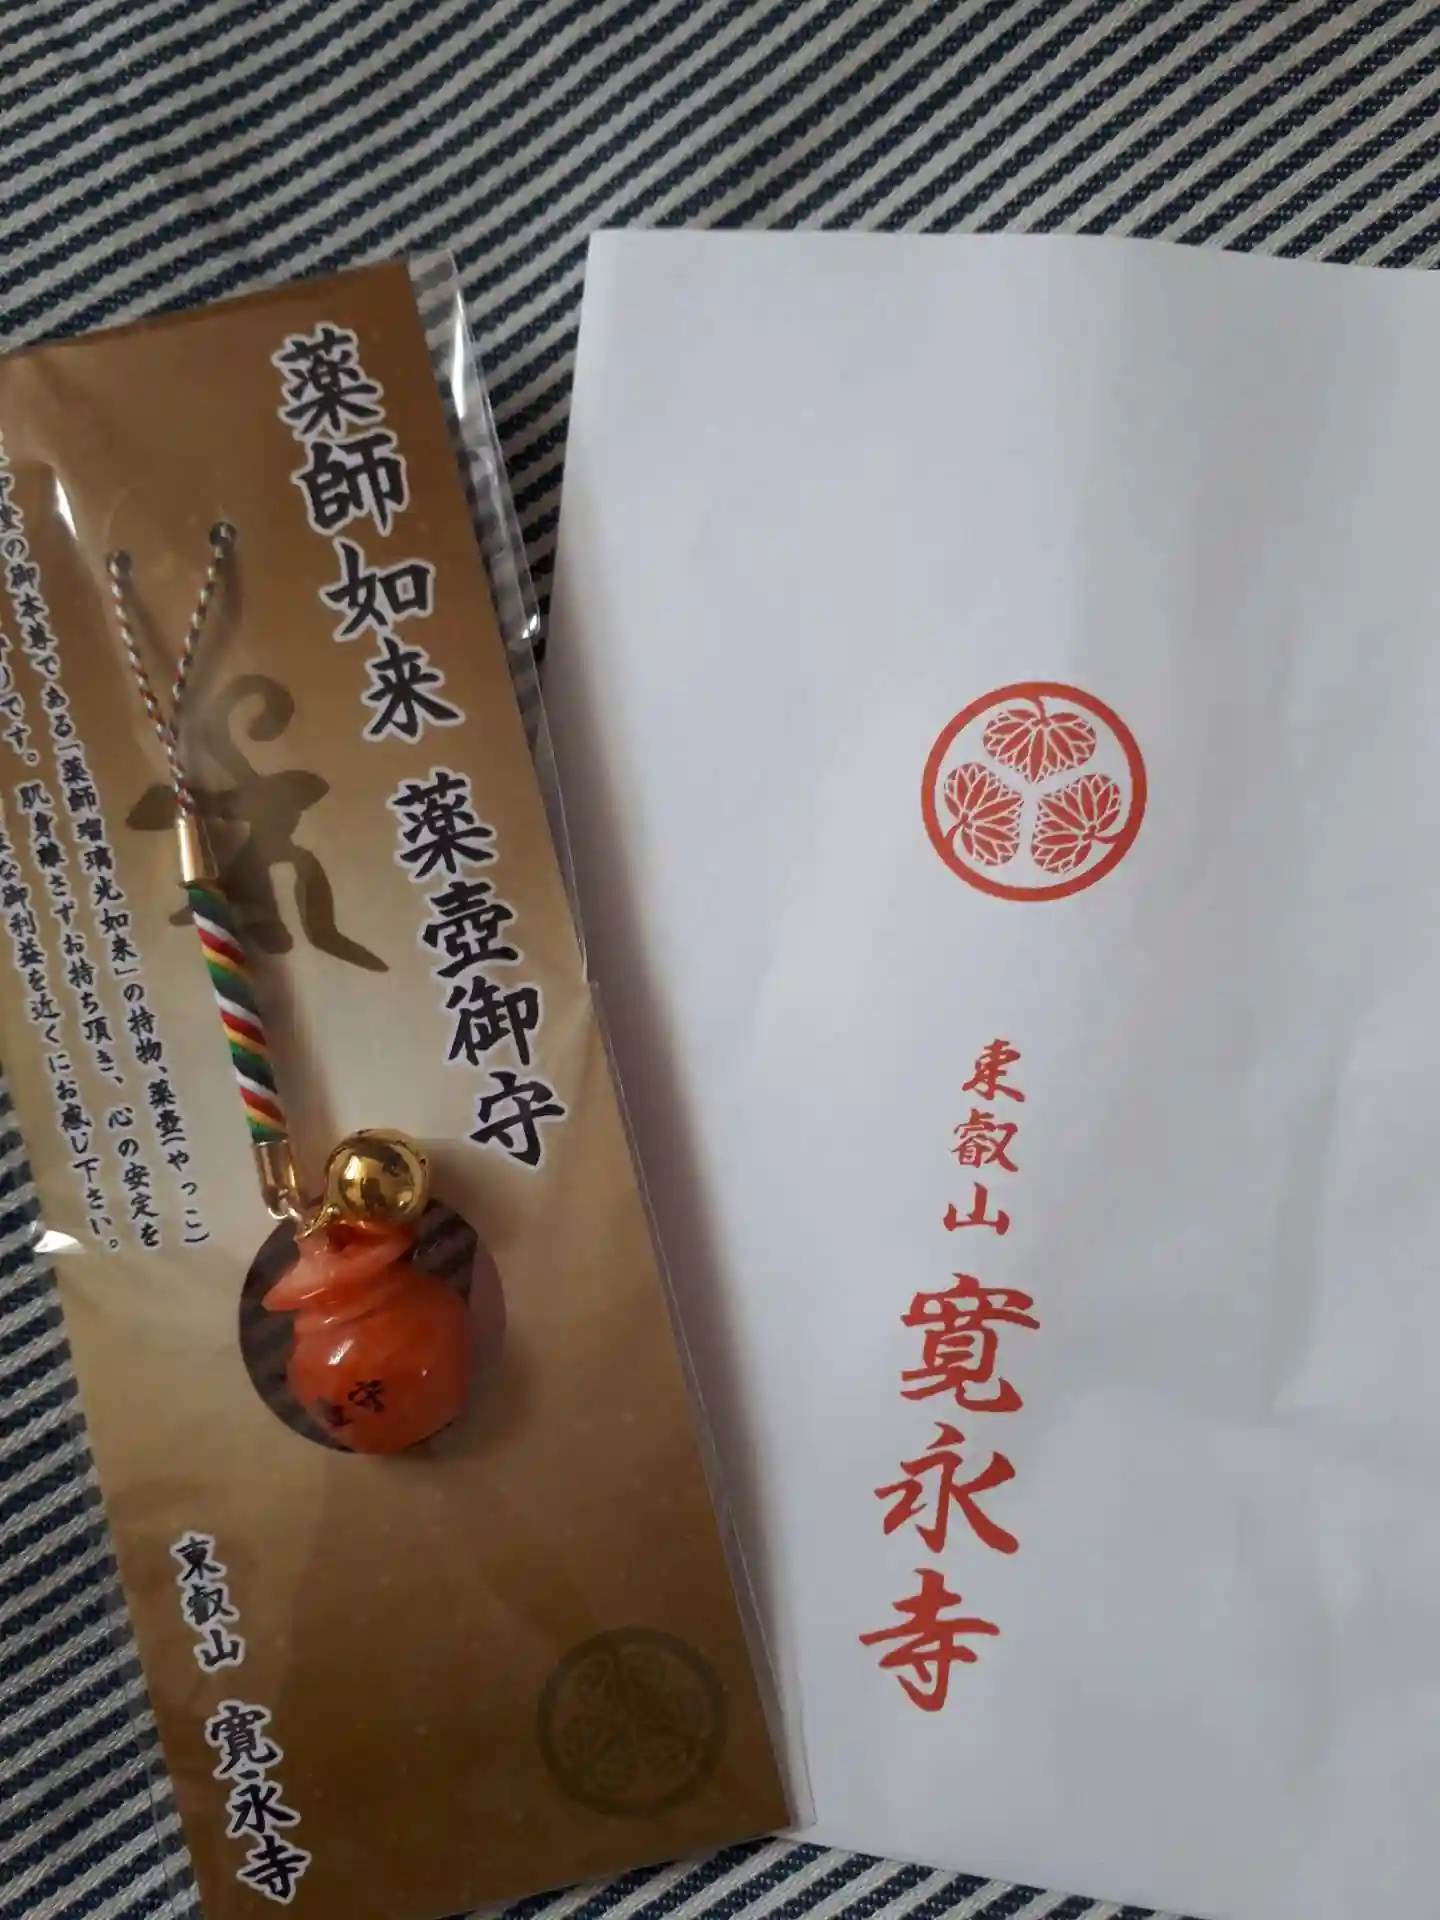 薬師如来 薬壺御守
御本尊である「薬師瑠璃光如来」の持物、薬壺(やっこ)
です。肌身離さずお持ち頂き、心の安定を
な御利益を近くにお感じ下さい。
守
東叡山 寛永寺
東叡山 寛永寺